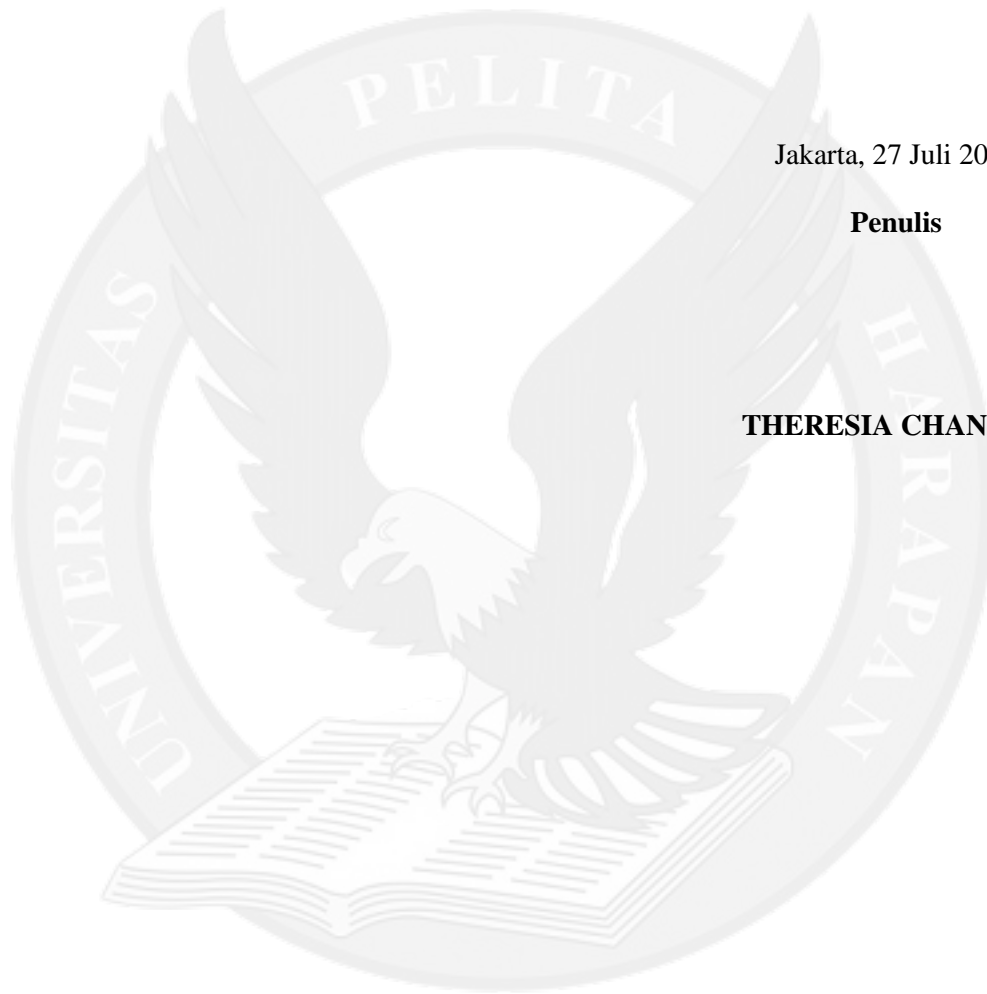 PELITA
Jakarta, 27 Juli 20
Penulis
UNIVERSITAS
HARAPAN
THERESIA CHAN